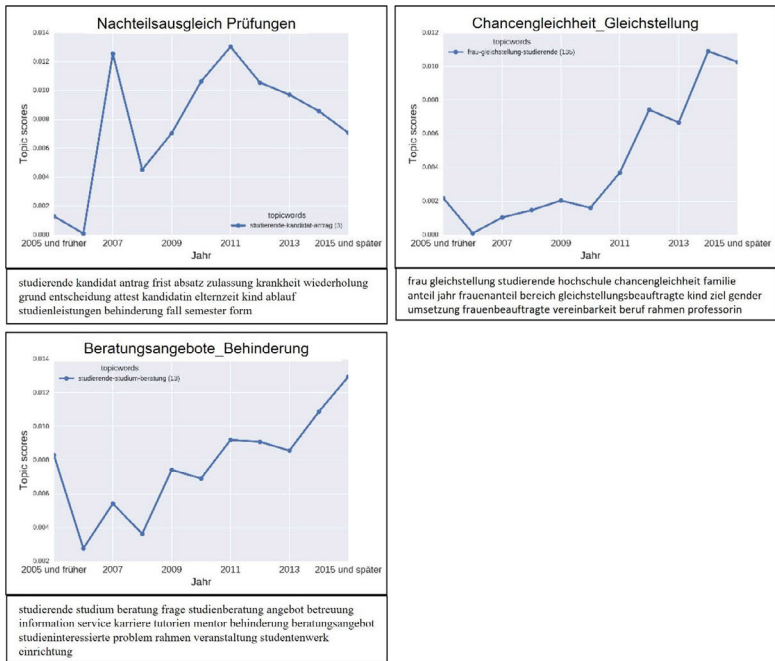 Nachteilsausgleich Prüfungen
0.014
0.012
0.010
0.008
0.006
0.004
0.002
0.000
Topic scores
topicwords
studierende-kandidat-antrag (3)
2005 und früher 2007 2009 2011 2013 2015 und später
Jahr
studierende kandidat antrag frist absatz zulassung krankheit wiederholung
grund entscheidung attest kandidatin elternzeit kind ablauf
studienleistungen behinderung fall semester form
Chancengleichheit_Gleichstellung
0.012
0.010
0.008
0.006
0.004
0.002
0.000
Topic scores
topicwords
frau-gleichstellung-studierende (135)
2005 und früher 2007 2009 2011 2013 2015 und später
Jahr
frau gleichstellung studierende hochschule chancengleichheit familie
anteil jahr frauenanteil bereich gleichstellungsbeauftragte kind ziel gender
umsetzung frauenbeauftragte vereinbarkeit beruf rahmen professorin
Beratungsangebote_Behinderung
0.014
0.012
0.010
0.008
0.006
0.004
0.002
Topic scores
topicwords
studierende-studium-beratung (13)
2005 und früher 2007 2009 2011 2013 2015 und später
Jahr
studierende studium beratung frage studienberatung angebot betreuung
information service karriere tutorien mentor behinderung beratungsangebot
studieninteressierte problem rahmen veranstaltung studentenwerk
einrichtung